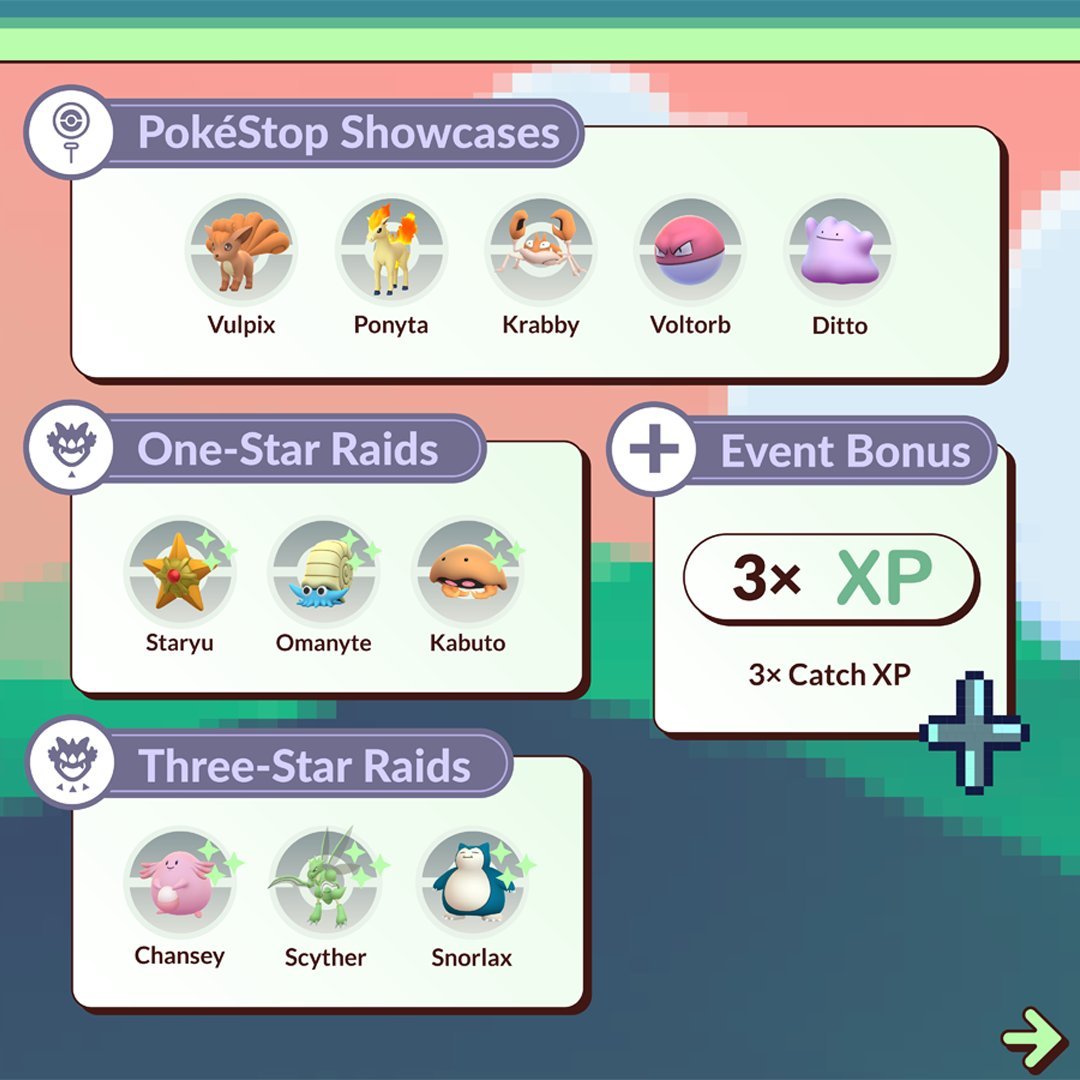 PokéStop Showcases
Vulpix
Ponyta
Krabby
Voltorb
Ditto
One-Star Raids
Staryu
Omanyte
Kabuto
Event Bonus
3× XP
3× Catch XP
Three-Star Raids
Chansey
Scyther
Snorlax